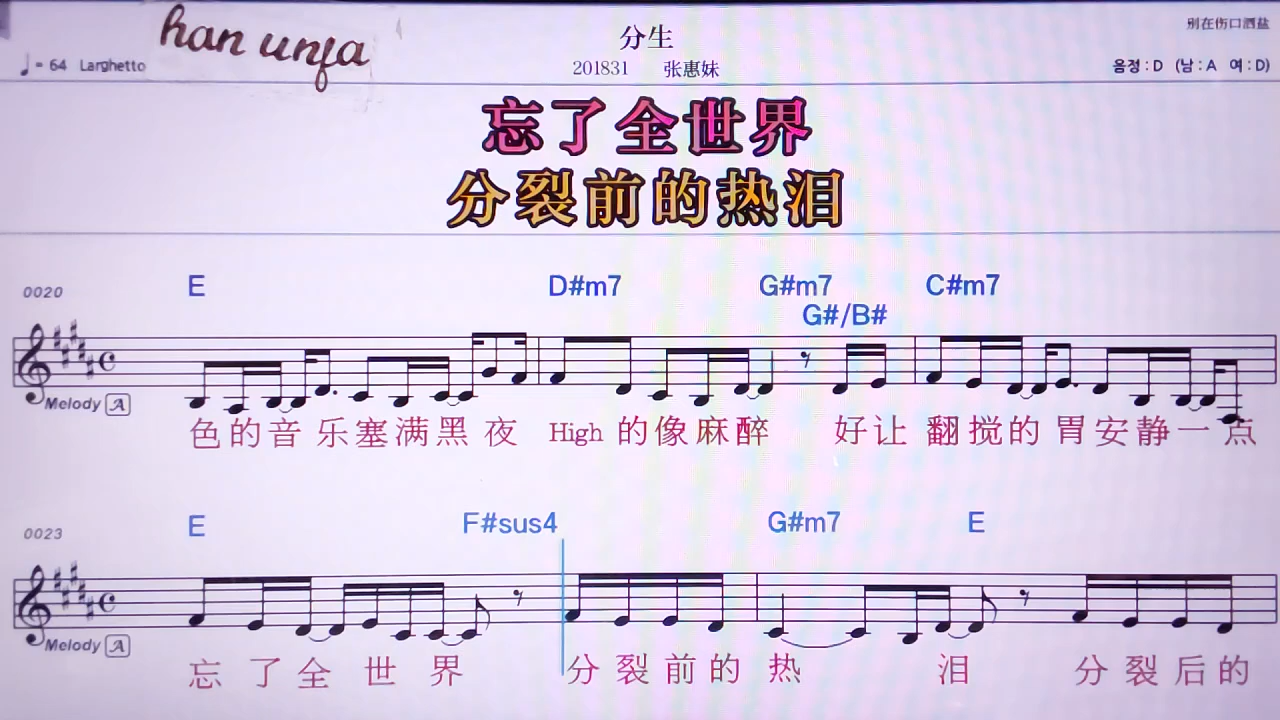 han unfa
分生
别在伤口洒盐
♩= 64 Larghetto
201831 张惠妹
음정 : D (남 : A 여 : D)
忘了全世界
分裂前的热泪
0020 E D#m7 G#m7 C#m7
G#/B#
Melody A
色的音乐塞满黑夜 High 的像麻醉 好让翻搅的胃安静一点
0023 E F#sus4 G#m7 E
Melody A
忘了全世界 分裂前的热泪 分裂后的